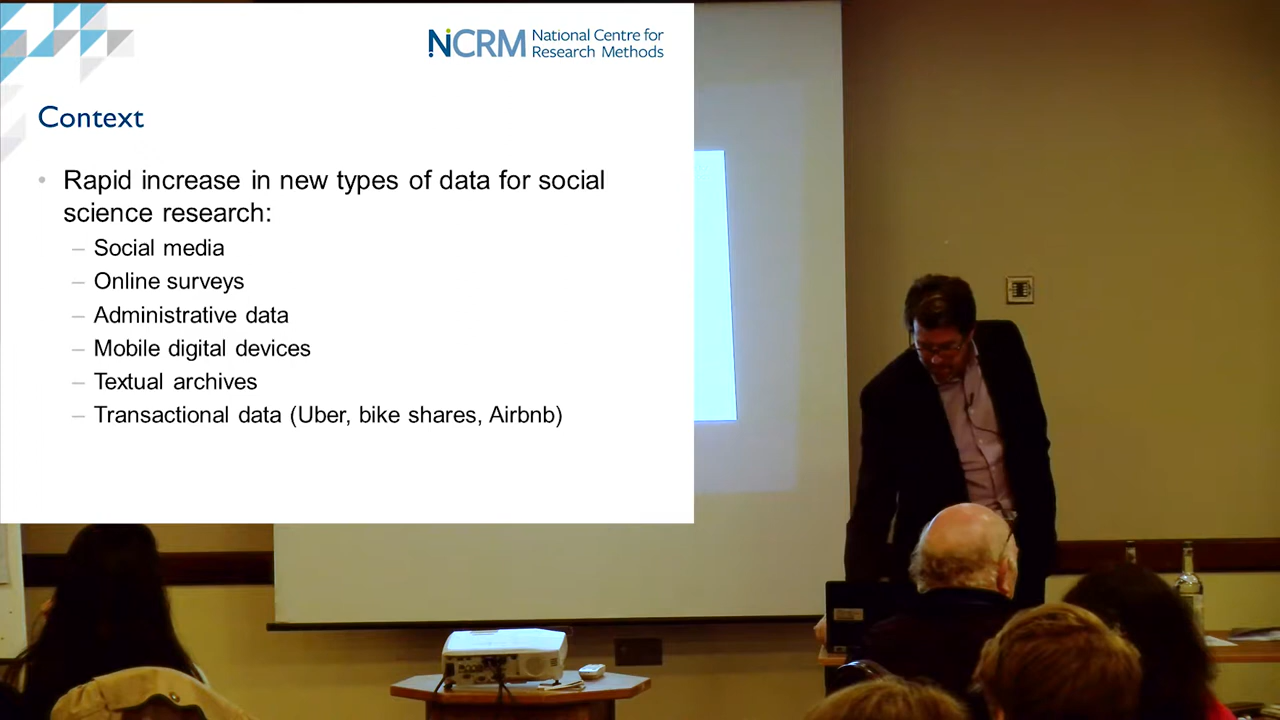 NCRM National Centre for
Research Methods
Context
• Rapid increase in new types of data for social
science research:
– Social media
– Online surveys
– Administrative data
– Mobile digital devices
– Textual archives
– Transactional data (Uber, bike shares, Airbnb)